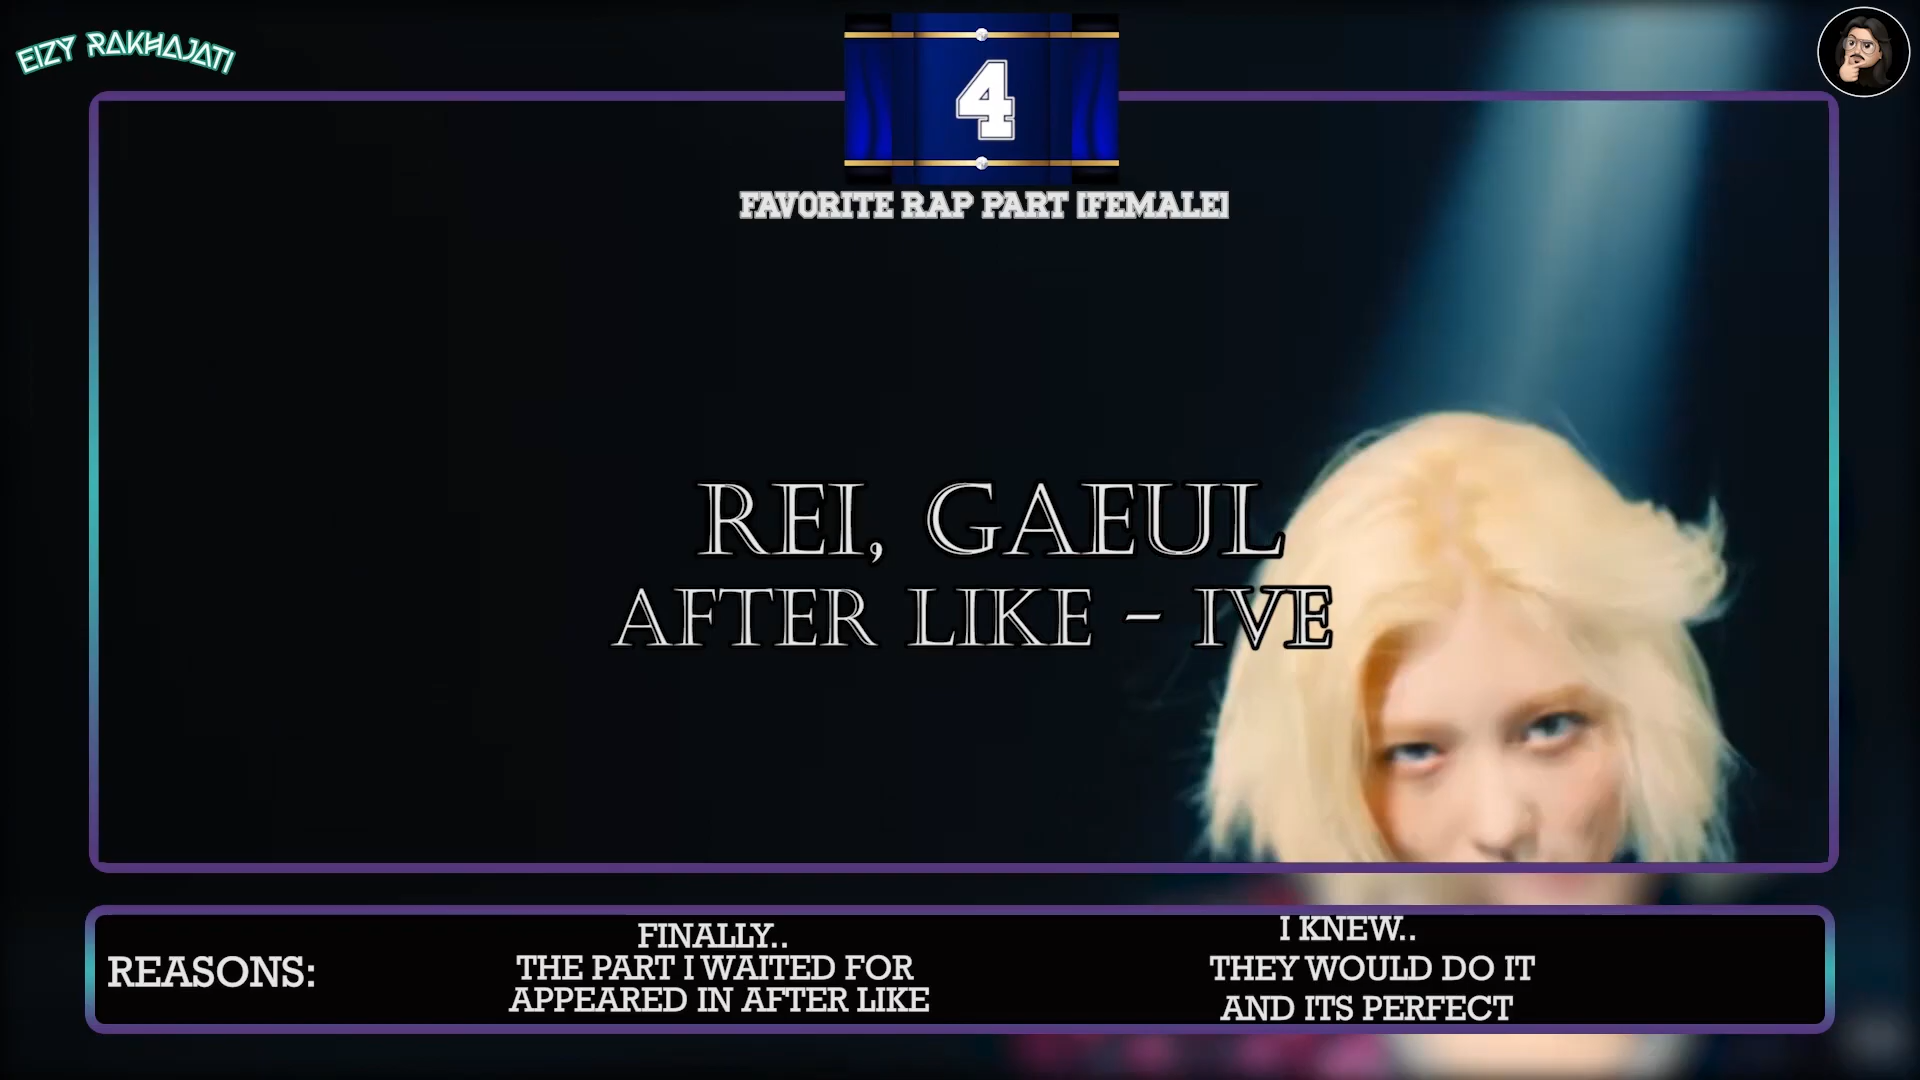 EIZY RAKHAJATI
4
FAVORITE RAP PART [FEMALE]
REI, GAEUL
AFTER LIKE - IVE
REASONS:
FINALLY..
THE PART I WAITED FOR
APPEARED IN AFTER LIKE
I KNEW..
THEY WOULD DO IT
AND ITS PERFECT